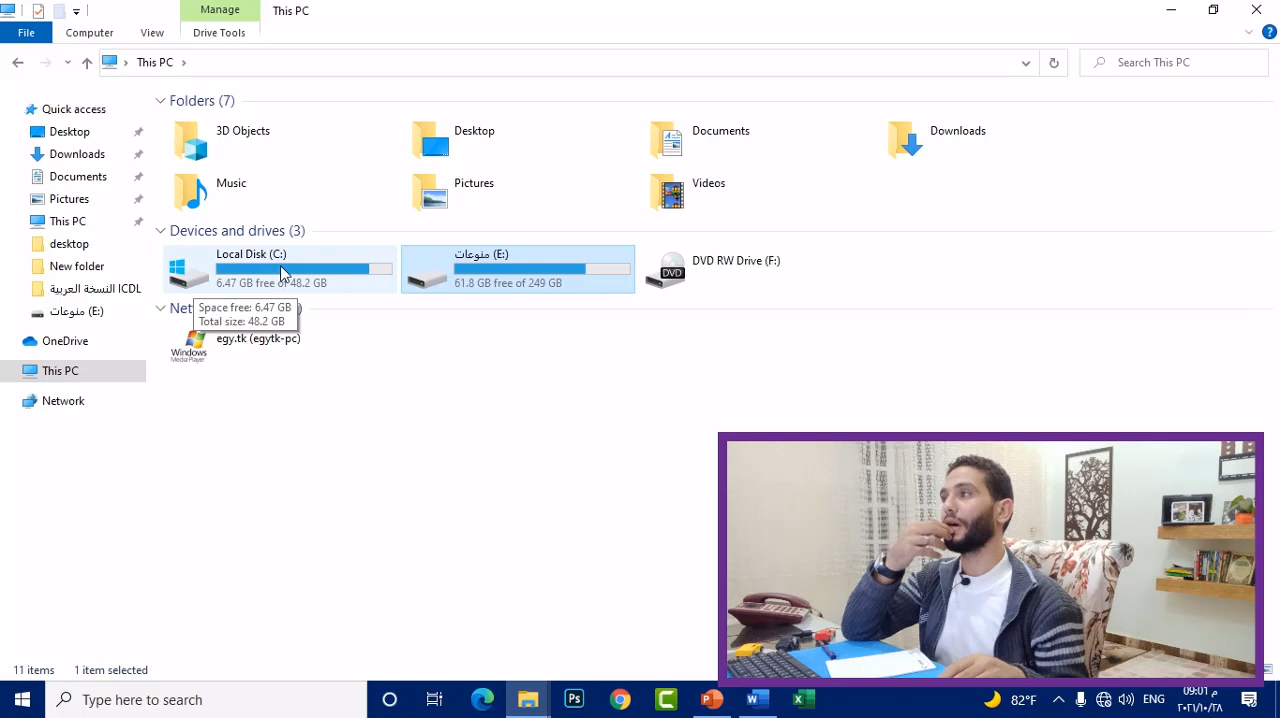 Manage
This PC
File
Computer
View
Drive Tools
This PC
Search This PC
Quick access
Desktop
Downloads
Documents
Pictures
This PC
desktop
New folder
ICDL النسخة العربية
منوعات (E:)
OneDrive
This PC
Network
Folders (7)
3D Objects
Desktop
Documents
Downloads
Music
Pictures
Videos
Devices and drives (3)
Local Disk (C:)
6.47 GB free of 48.2 GB
منوعات (E:)
61.8 GB free of 249 GB
DVD
DVD RW Drive (F:)
Space free: 6.47 GB
Total size: 48.2 GB
egy.tk (egytk-pc)
Windows
Media Player
11 items
1 item selected
Type here to search
Ps
82°F
ENG
09:01 م
٢٠٢١/١٠/٢٨